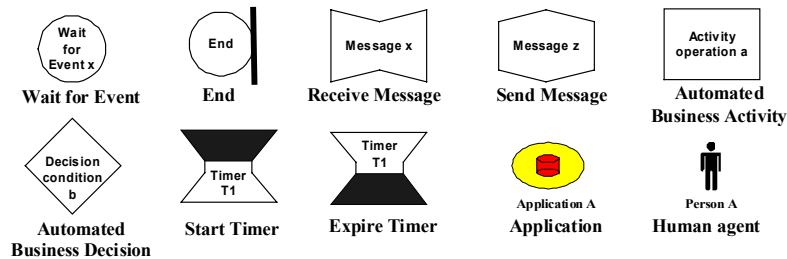 Wait
for
Event x
Wait for Event
End
End
Message x
Receive Message
Message z
Send Message
Activity
operation a
Automated
Business Activity
Decision
condition
b
Automated
Business Decision
Timer
T1
Start Timer
Timer
T1
Expire Timer
Application A
Application
Person A
Human agent